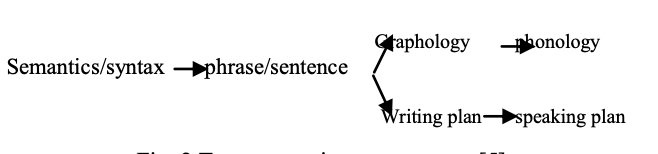 Graphology phonology
Semantics/syntax phrase/sentence
Writing plan speaking plan